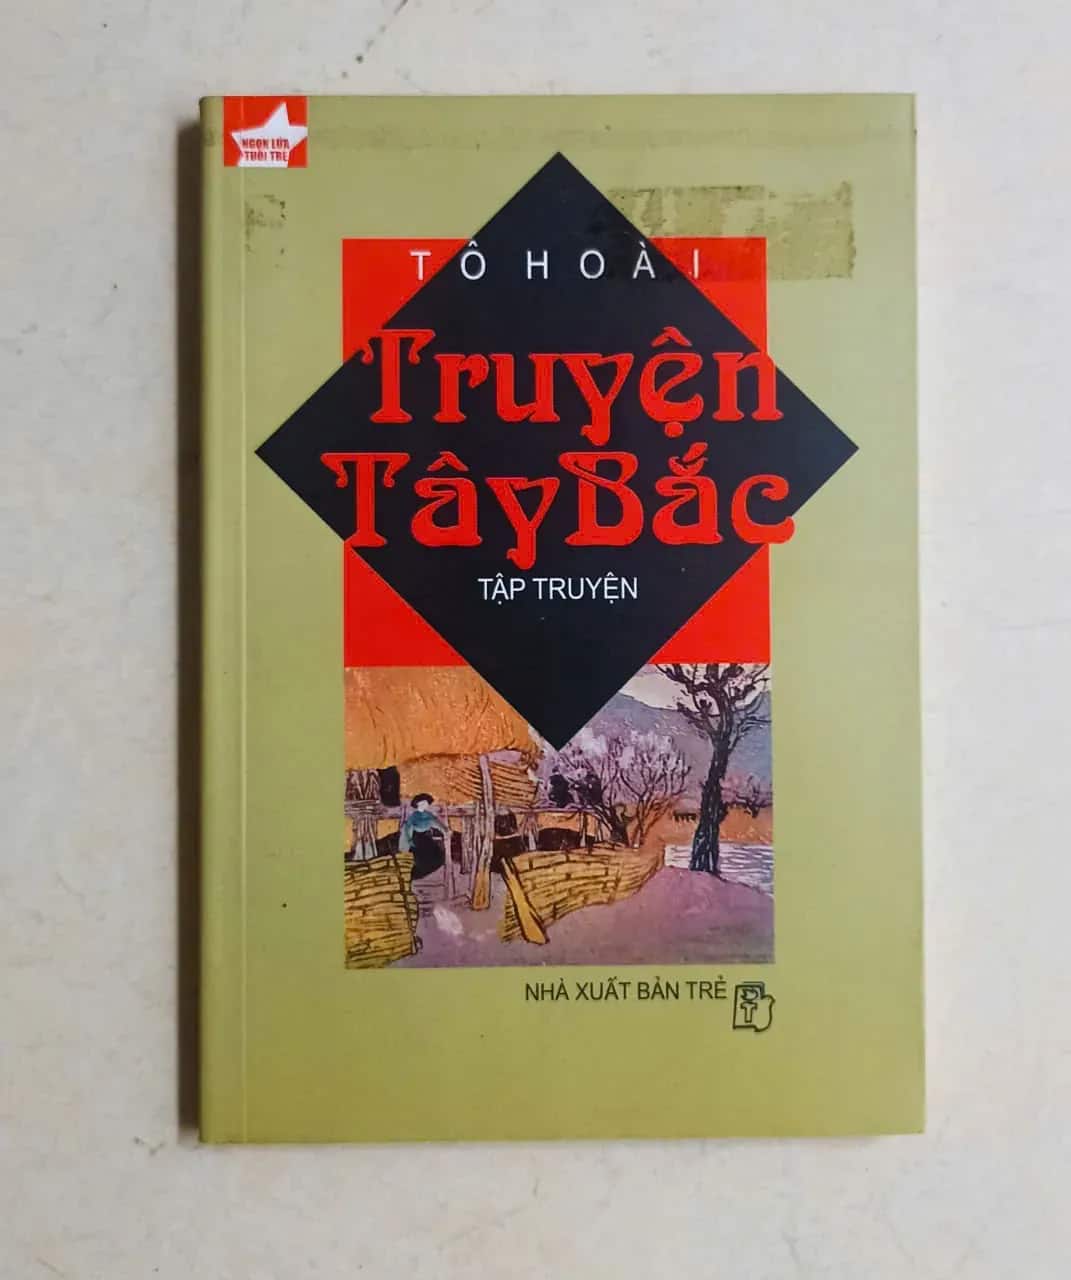 NGỌN LỬA
TUỔI TRẺ
TÔ HOÀI
Truyện
Tây Bắc
TẬP TRUYỆN
NHÀ XUẤT BẢN TRẺ
T